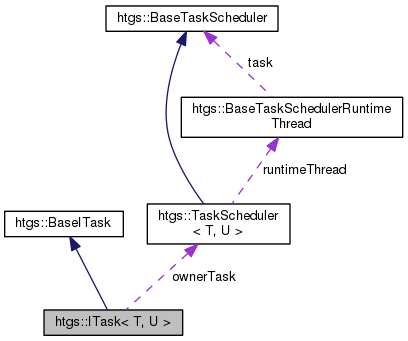 htgs::BaseTaskScheduler
task
htgs::BaseTaskSchedulerRuntime
Thread
runtimeThread
htgs::TaskScheduler
< T, U >
htgs::BaseITask
ownerTask
htgs::ITask< T, U >